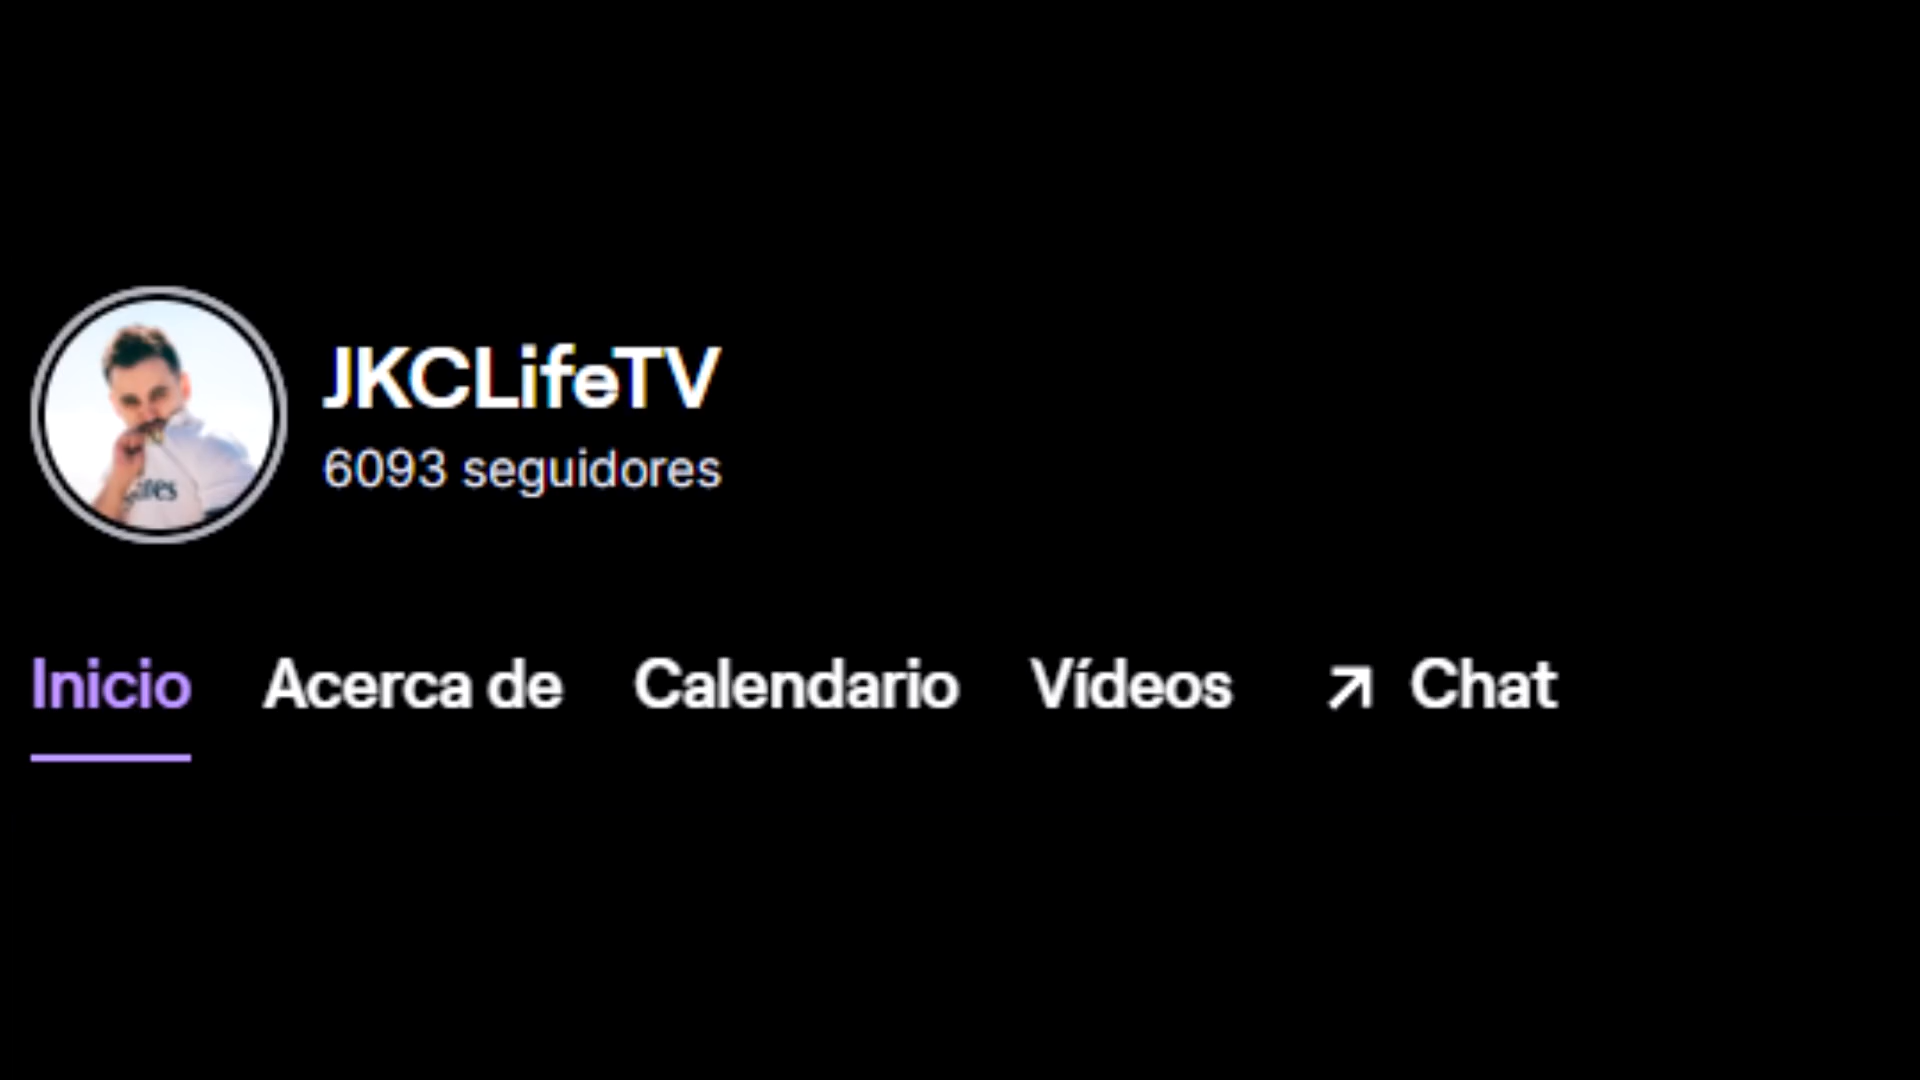 JKCLifeTV
6093 seguidores
Inicio Acerca de Calendario Vídeos Chat